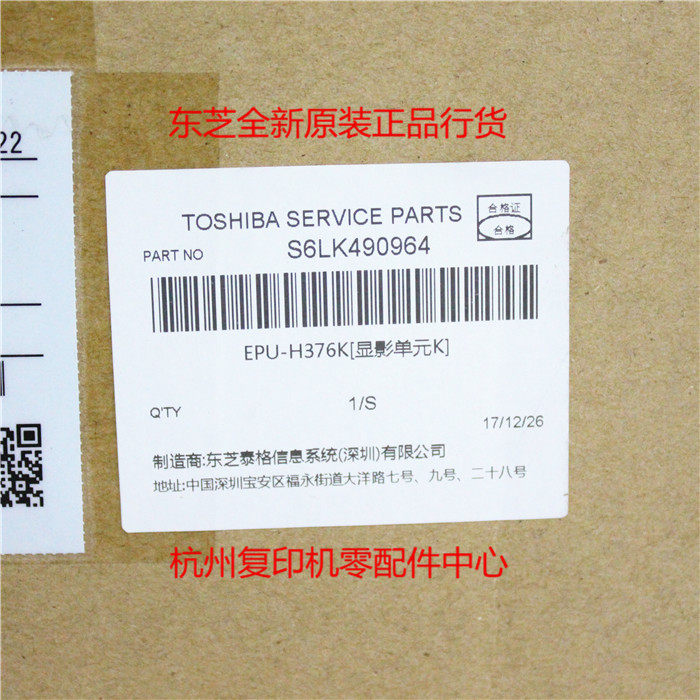 22
东芝全新原装正品行货
TOSHIBA SERVICE PARTS
合格证
合格
PART NO
S6LK490964
EPU-H376K[显影单元K]
Q'TY
1/S
17/12/26
制造商:东芝泰格信息系统(深圳)有限公司
地址:中国深圳宝安区福永街道大洋路七号、九号、二十八号
杭州复印机零配件中心